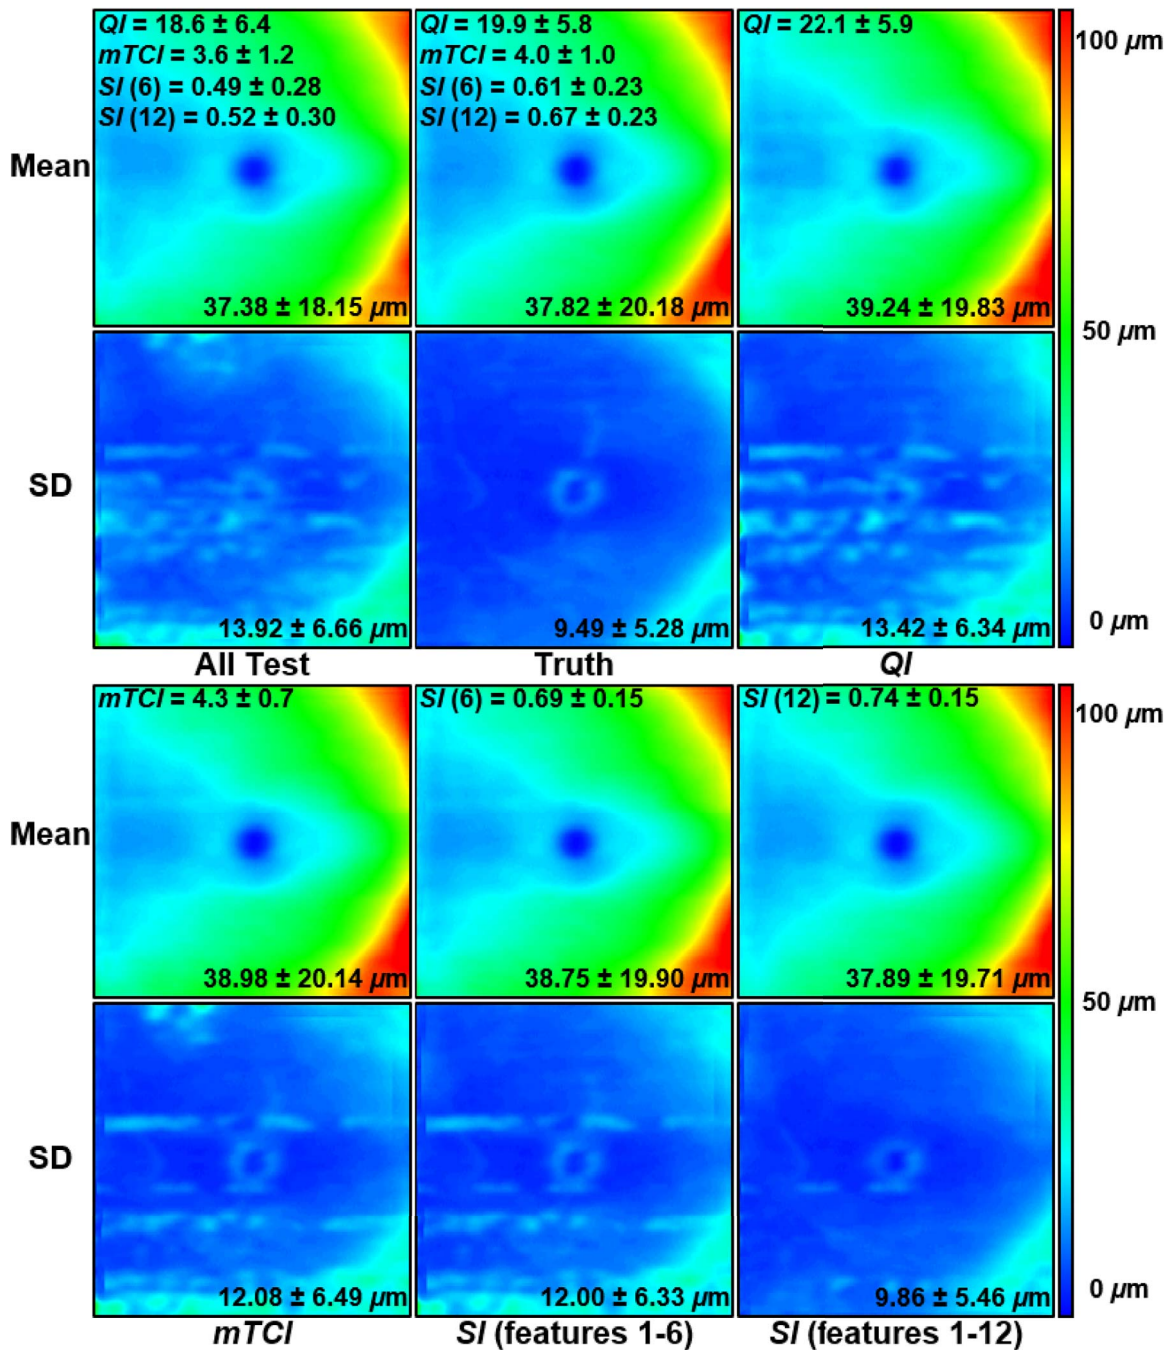 QI = 18.6 ± 6.4
mTCI = 3.6 ± 1.2
SI (6) = 0.49 ± 0.28
SI (12) = 0.52 ± 0.30
QI = 19.9 ± 5.8
mTCI = 4.0 ± 1.0
SI (6) = 0.61 ± 0.23
SI (12) = 0.67 ± 0.23
QI = 22.1 ± 5.9
100 µm
Mean
37.38 ± 18.15 µm
37.82 ± 20.18 µm
39.24 ± 19.83 µm
50 µm
SD
13.92 ± 6.66 µm
9.49 ± 5.28 µm
13.42 ± 6.34 µm
0 µm
All Test
Truth
QI
mTCI = 4.3 ± 0.7
SI (6) = 0.69 ± 0.15
SI (12) = 0.74 ± 0.15
100 µm
Mean
38.98 ± 20.14 µm
38.75 ± 19.90 µm
37.89 ± 19.71 µm
50 µm
SD
12.08 ± 6.49 µm
12.00 ± 6.33 µm
9.86 ± 5.46 µm
0 µm
mTCI
SI (features 1-6)
SI (features 1-12)